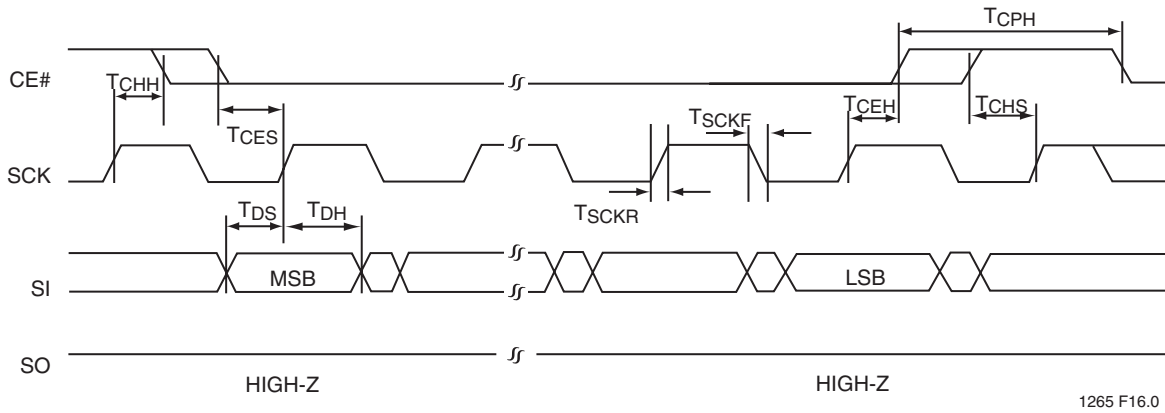 TCPH
CE#
TCHH
TCES
TSCKF
TCEH
TCHS
SCK
TDS
TDH
TSCKR
SI
MSB
LSB
SO
HIGH-Z
HIGH-Z
1265 F16.0